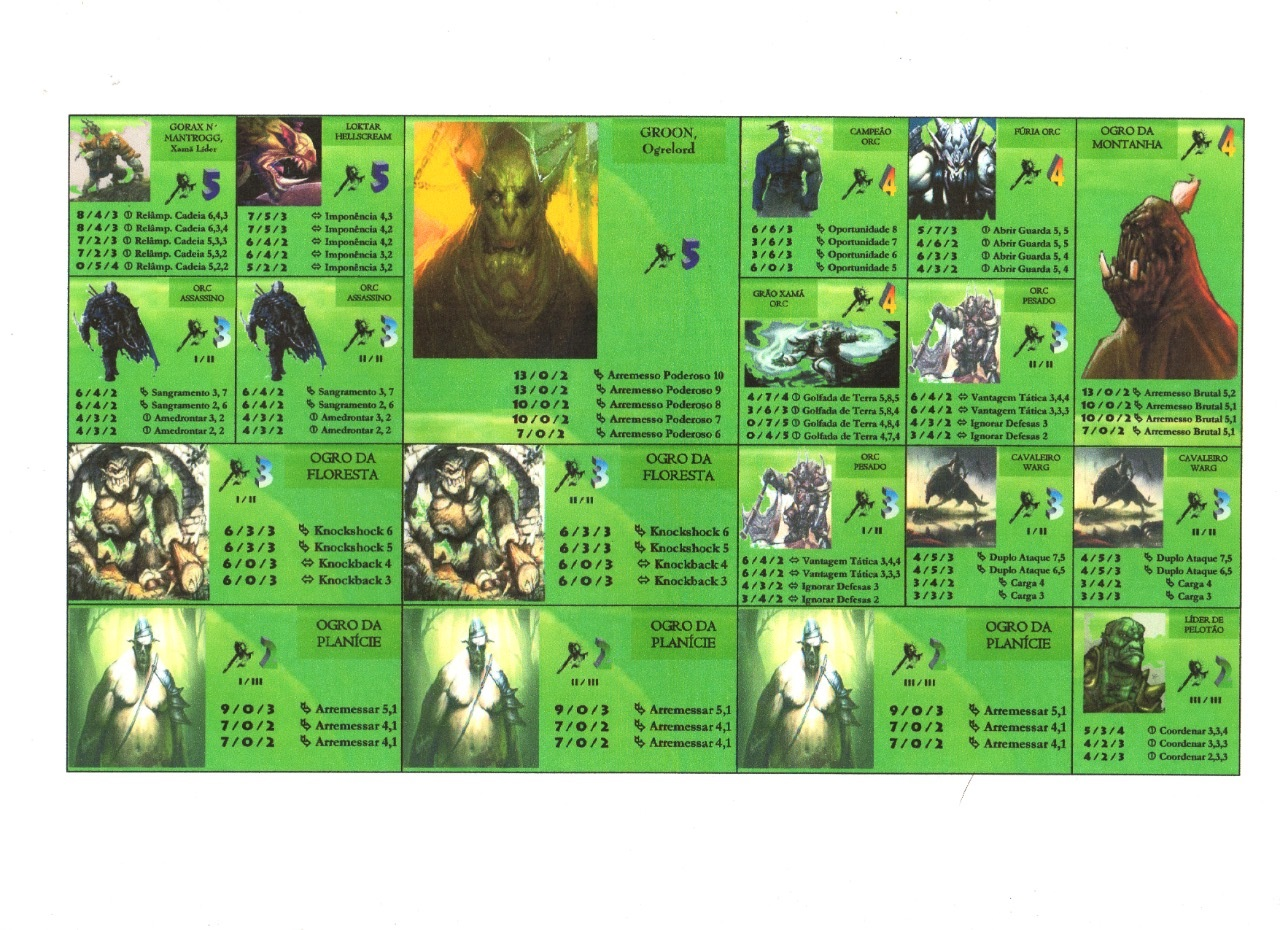 GORAX N'
MANTROGG,
Xamã Líder
5
8/4/3 ① Relâmp. Cadeia 6,4,3
8/4/3 ① Relâmp. Cadeia 6,3,4
7/2/3 ① Relâmp. Cadeia 5,3,3
7/2/3 ① Relâmp. Cadeia 5,3,2
0/5/4 ① Relâmp. Cadeia 5,2,2
LOKTAR
HELLSCREAM
5
7/5/3 ⇔ Imponência 4,3
7/5/3 ⇔ Imponência 4,2
6/4/2 ⇔ Imponência 4,2
6/4/2 ⇔ Imponência 3,2
5/2/2 ⇔ Imponência 3,2
GROON,
Ogrelord
5
13/0/2 Arremesso Poderoso 10
13/0/2 Arremesso Poderoso 9
10/0/2 Arremesso Poderoso 8
10/0/2 Arremesso Poderoso 7
7/0/2 Arremesso Poderoso 6
CAMPEÃO
ORC
4
6/6/3 Oportunidade 8
3/6/3 Oportunidade 7
3/6/3 Oportunidade 6
6/0/3 Oportunidade 5
FÚRIA ORC
4
5/7/3 ① Abrir Guarda 5, 5
4/6/2 ① Abrir Guarda 5, 5
6/3/3 ① Abrir Guarda 5, 4
4/3/2 ① Abrir Guarda 5, 4
OGRO DA
MONTANHA
4
13/0/2 Arremesso Brutal 5,2
10/0/2 Arremesso Brutal 5,1
10/0/2 Arremesso Brutal 5,1
7/0/2 Arremesso Brutal 5,1
ORC
ASSASSINO
3
I/II
6/4/2 Sangramento 3, 7
6/4/2 Sangramento 2, 6
4/3/2 ① Amedrontar 3, 2
4/3/2 ① Amedrontar 2, 2
ORC
ASSASSINO
3
II/II
6/4/2 Sangramento 3, 7
6/4/2 Sangramento 2, 6
4/3/2 ① Amedrontar 3, 2
4/3/2 ① Amedrontar 2, 2
GRÃO XAMÃ
ORC
4
4/7/4 ① Golfada de Terra 5,8,5
3/6/3 ① Golfada de Terra 5,8,4
0/7/5 ① Golfada de Terra 4,8,4
0/4/5 ① Golfada de Terra 4,7,4
ORC
PESADO
3
II/II
6/4/2 ⇔ Vantagem Tática 3,4,4
6/4/2 ⇔ Vantagem Tática 3,3,3
4/3/2 ⇔ Ignorar Defesas 3
3/4/2 ⇔ Ignorar Defesas 2
OGRO DA
FLORESTA
3
I/II
6/3/3 Knockshock 6
6/3/3 Knockshock 5
6/0/3 ⇔ Knockback 4
6/0/3 ⇔ Knockback 3
OGRO DA
FLORESTA
3
II/II
6/3/3 Knockshock 6
6/3/3 Knockshock 5
6/0/3 ⇔ Knockback 4
6/0/3 ⇔ Knockback 3
ORC
PESADO
3
I/II
6/4/2 ⇔ Vantagem Tática 3,4,4
6/4/2 ⇔ Vantagem Tática 3,3,3
4/3/2 ⇔ Ignorar Defesas 3
3/4/2 ⇔ Ignorar Defesas 2
CAVALEIRO
WARG
3
I/II
4/5/3 Duplo Ataque 7,5
4/5/3 Duplo Ataque 6,5
3/4/2 Carga 4
3/3/3 Carga 3
CAVALEIRO
WARG
3
II/II
4/5/3 Duplo Ataque 7,5
4/5/3 Duplo Ataque 6,5
3/4/2 Carga 4
3/3/3 Carga 3
OGRO DA
PLANÍCIE
2
I/III
9/0/3 Arremessar 5,1
7/0/2 Arremessar 4,1
7/0/2 Arremessar 4,1
OGRO DA
PLANÍCIE
2
II/III
9/0/3 Arremessar 5,1
7/0/2 Arremessar 4,1
7/0/2 Arremessar 4,1
OGRO DA
PLANÍCIE
2
III/III
9/0/3 Arremessar 5,1
7/0/2 Arremessar 4,1
7/0/2 Arremessar 4,1
LÍDER DE
PELOTÃO
2
III/III
5/3/4 ① Coordenar 3,3,4
4/2/3 ① Coordenar 3,3,3
4/2/3 ① Coordenar 2,3,3